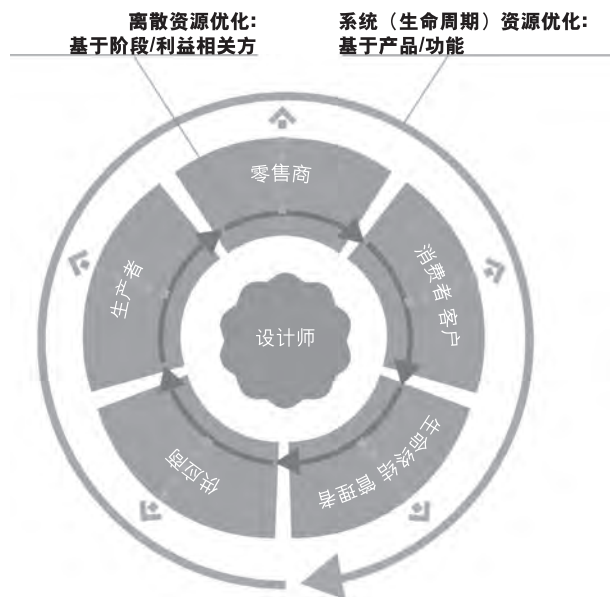 离散资源优化:
基于阶段/利益相关方
系统（生命周期）资源优化:
基于产品/功能
零售商
消费者 客户
生命终结 管理者
供应商
生产者
设计师